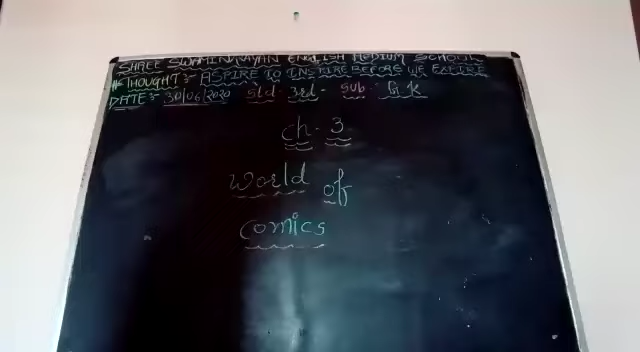 SHREE SWAMINARAYAN ENGLISH MEDIUM SCHOOL
* THOUGHT :- ASPIRE TO INSPIRE BEFORE WE EXPIRE
DATE :- 30/06/2020 Std - 3rd - Sub - G.K
ch. 3
world of
comics